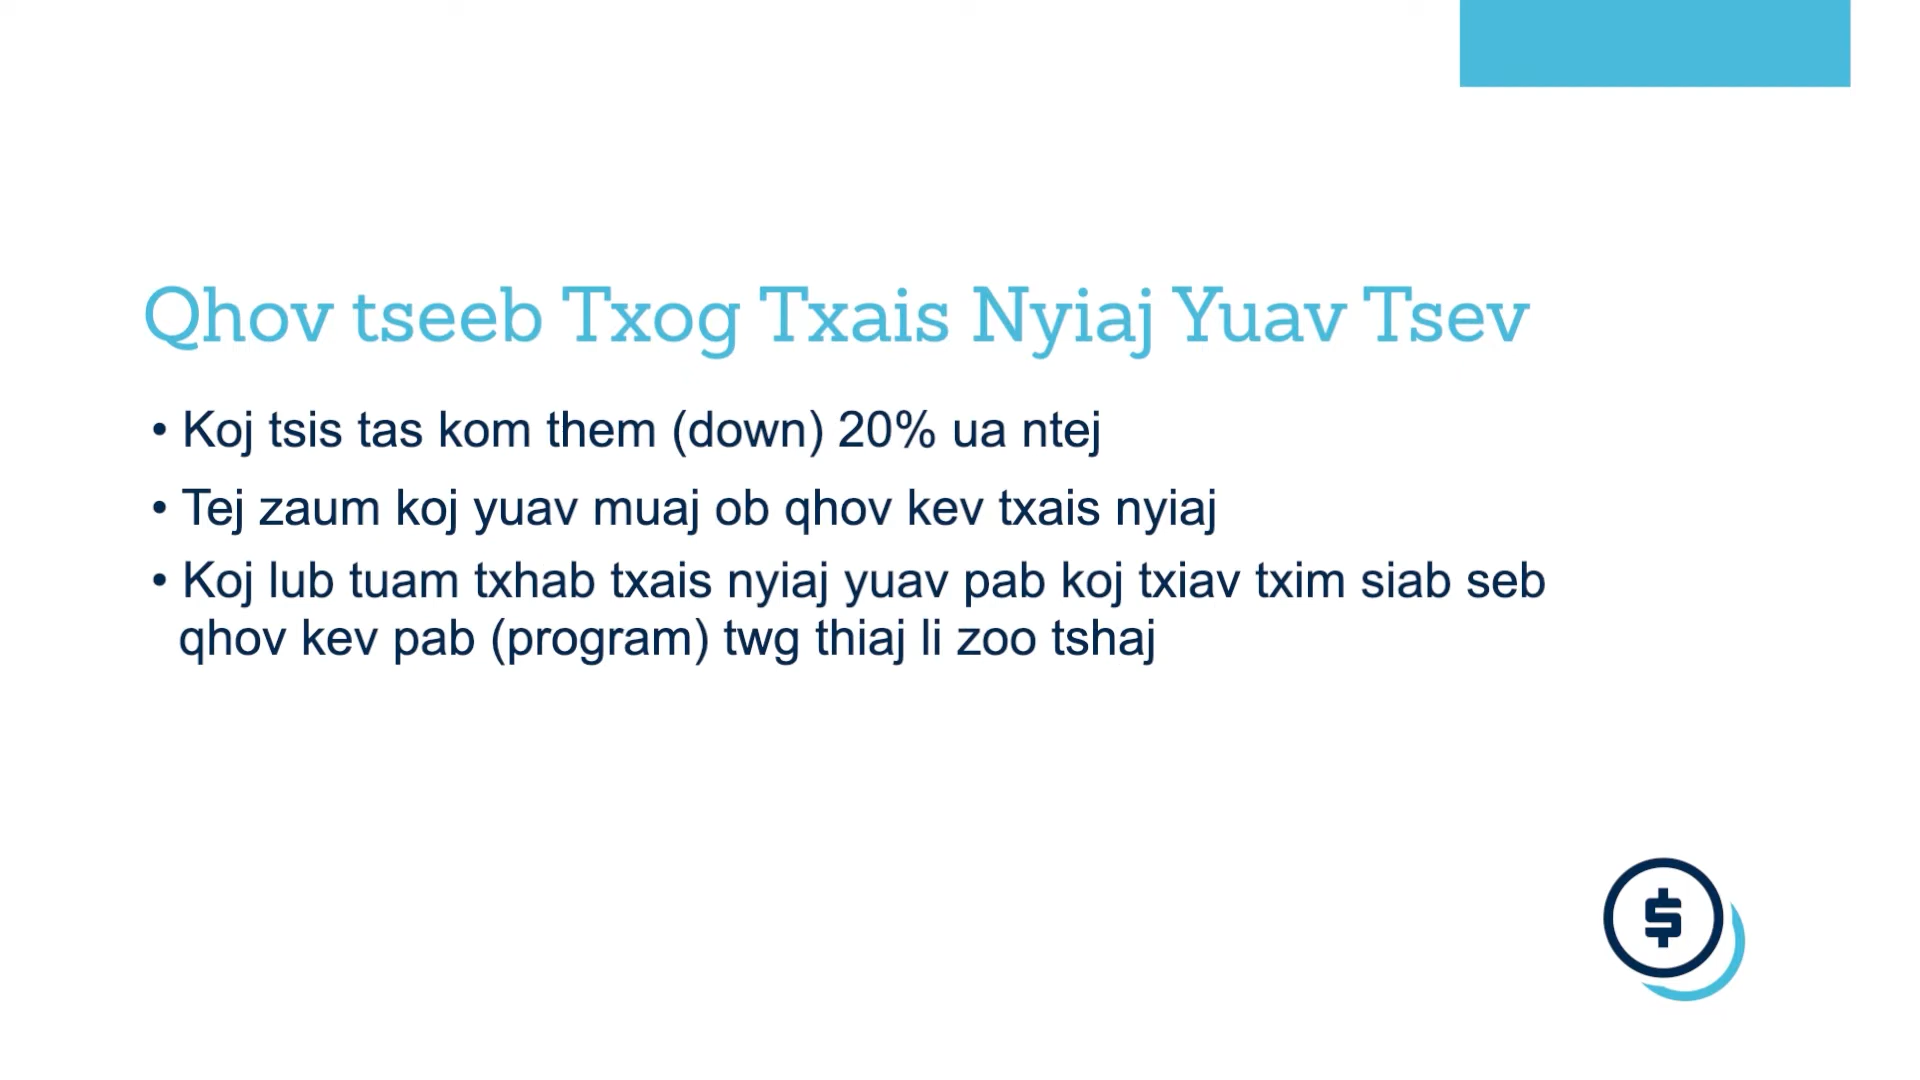 Qhov tseeb Txog Txais Nyiaj Yuav Tsev
• Koj tsis tas kom them (down) 20% ua ntej
• Tej zaum koj yuav muaj ob qhov kev txais nyiaj
• Koj lub tuam txhab txais nyiaj yuav pab koj txiav txim siab seb
qhov kev pab (program) twg thiaj li zoo tshaj
$